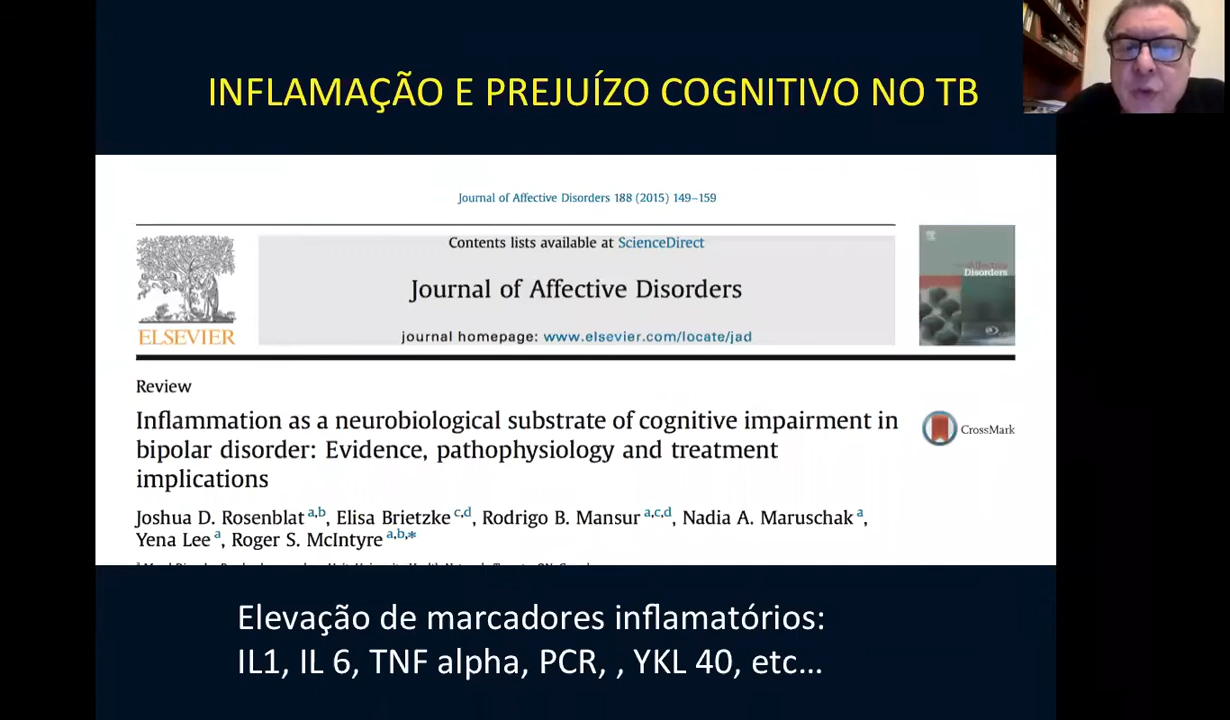 INFLAMAÇÃO E PREJUÍZO COGNITIVO NO TB
Journal of Affective Disorders 188 (2015) 149–159
Contents lists available at ScienceDirect
Journal of Affective Disorders
journal homepage: www.elsevier.com/locate/jad
ELSEVIER
Disorders
Review
Inflammation as a neurobiological substrate of cognitive impairment in
bipolar disorder: Evidence, pathophysiology and treatment
implications
CrossMark
Joshua D. Rosenblat a,b, Elisa Brietzke c,d, Rodrigo B. Mansur a,c,d, Nadia A. Maruschak a,
Yena Lee a, Roger S. McIntyre a,b,*
Elevação de marcadores inflamatórios:
IL1, IL 6, TNF alpha, PCR, , YKL 40, etc...